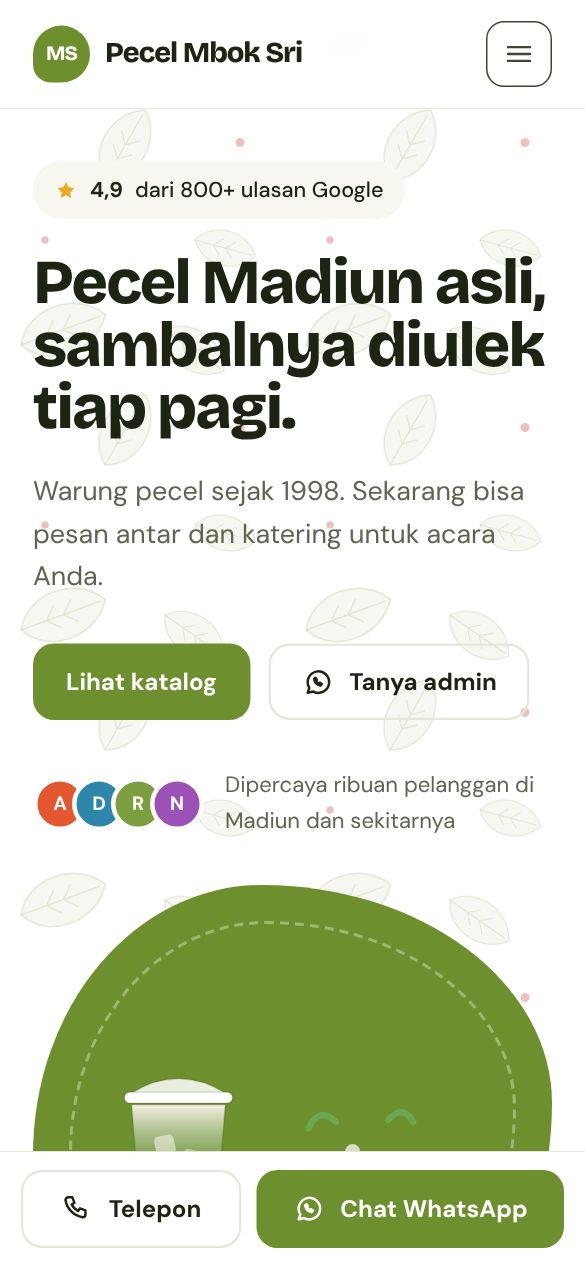 MS
Pecel Mbok Sri
4,9 dari 800+ ulasan Google
Pecel Madiun asli,
sambalnya diulek
tiap pagi.
Warung pecel sejak 1998. Sekarang bisa
pesan antar dan katering untuk acara
Anda.
Lihat katalog
Tanya admin
A D R N
Dipercaya ribuan pelanggan di
Madiun dan sekitarnya
Telepon
Chat WhatsApp